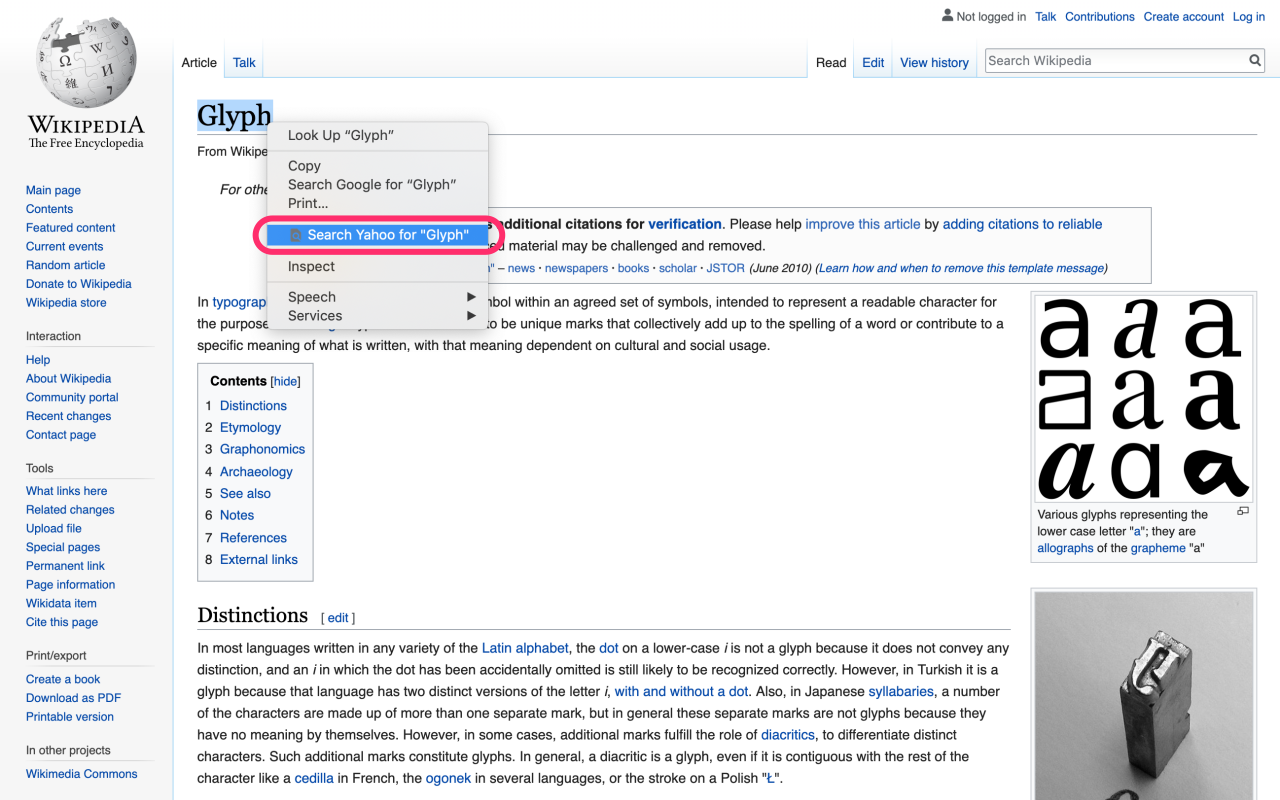 Not logged in Talk Contributions Create account Log in
Article Talk Read Edit View history Search Wikipedia
WIKIPEDIA
The Free Encyclopedia
Main page
Contents
Featured content
Current events
Random article
Donate to Wikipedia
Wikipedia store
Interaction
Help
About Wikipedia
Community portal
Recent changes
Contact page
Tools
What links here
Related changes
Upload file
Special pages
Permanent link
Page information
Wikidata item
Cite this page
Print/export
Create a book
Download as PDF
Printable version
In other projects
Wikimedia Commons
Glyph
From Wikipe
For othe
Look Up “Glyph”
Copy
Search Google for “Glyph”
Print...
Search Yahoo for "Glyph"
Inspect
Speech
Services
additional citations for verification. Please help improve this article by adding citations to reliable
material may be challenged and removed.
– news · newspapers · books · scholar · JSTOR (June 2010) (Learn how and when to remove this template message)
In typograp bol within an agreed set of symbols, intended to represent a readable character for
the purpose to be unique marks that collectively add up to the spelling of a word or contribute to a
specific meaning of what is written, with that meaning dependent on cultural and social usage.
Contents [hide]
1 Distinctions
2 Etymology
3 Graphonomics
4 Archaeology
5 See also
6 Notes
7 References
8 External links
a a a
a a a
a a a
Various glyphs representing the
lower case letter "a"; they are
allographs of the grapheme "a"
Distinctions [ edit ]
In most languages written in any variety of the Latin alphabet, the dot on a lower-case i is not a glyph because it does not convey any
distinction, and an i in which the dot has been accidentally omitted is still likely to be recognized correctly. However, in Turkish it is a
glyph because that language has two distinct versions of the letter i, with and without a dot. Also, in Japanese syllabaries, a number
of the characters are made up of more than one separate mark, but in general these separate marks are not glyphs because they
have no meaning by themselves. However, in some cases, additional marks fulfill the role of diacritics, to differentiate distinct
characters. Such additional marks constitute glyphs. In general, a diacritic is a glyph, even if it is contiguous with the rest of the
character like a cedilla in French, the ogonek in several languages, or the stroke on a Polish "Ł".